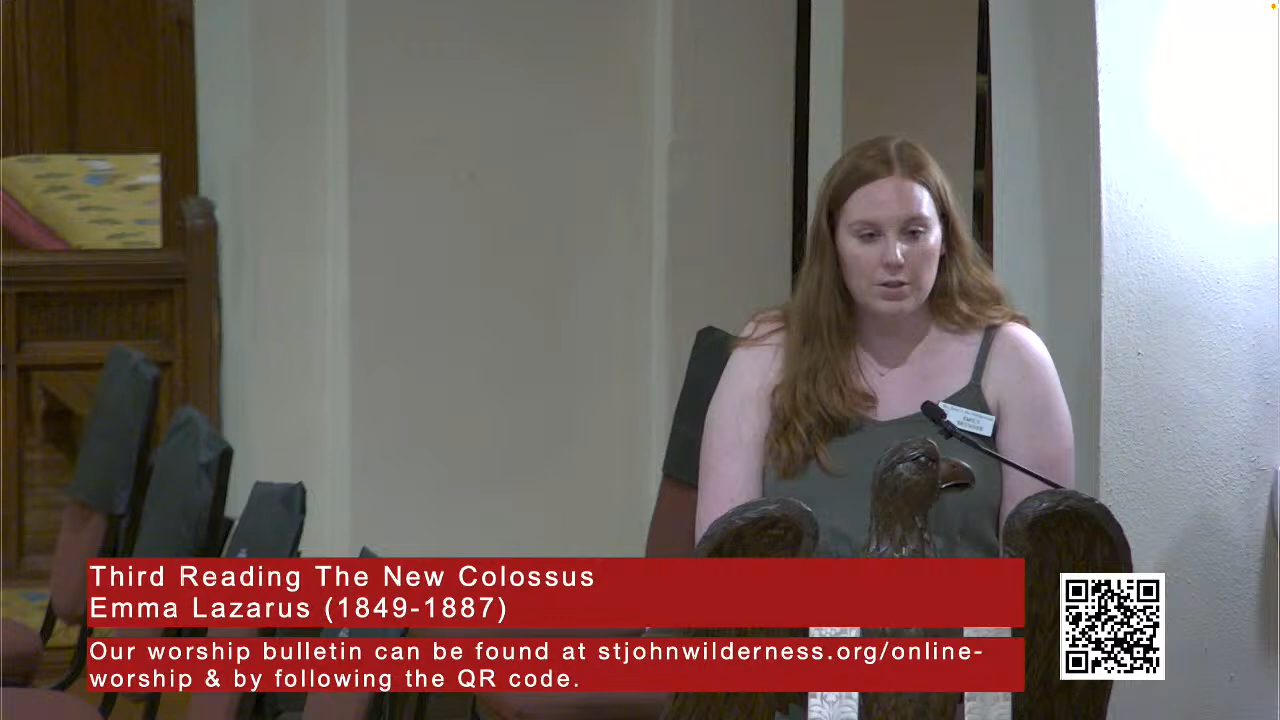 Third Reading The New Colossus
Emma Lazarus (1849-1887)
Our worship bulletin can be found at stjohnwilderness.org/online-
worship & by following the QR code.